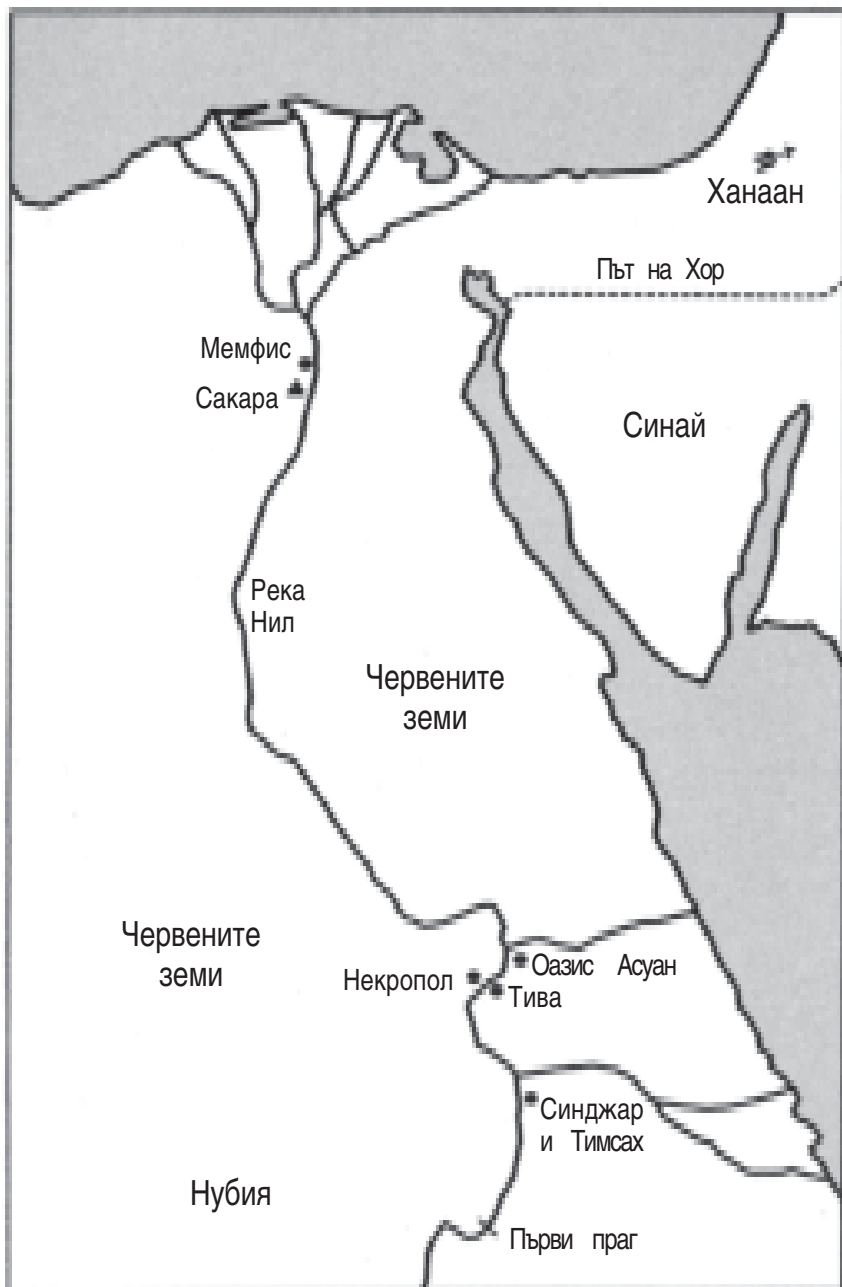 Ханаан
Път на Хор
Мемфис
Сакара
Синай
Река
Нил
Червените
земи
Червените
земи
Некропол
Оазис Асуан
Тива
Синджар
и Тимсах
Нубия
Първи праг